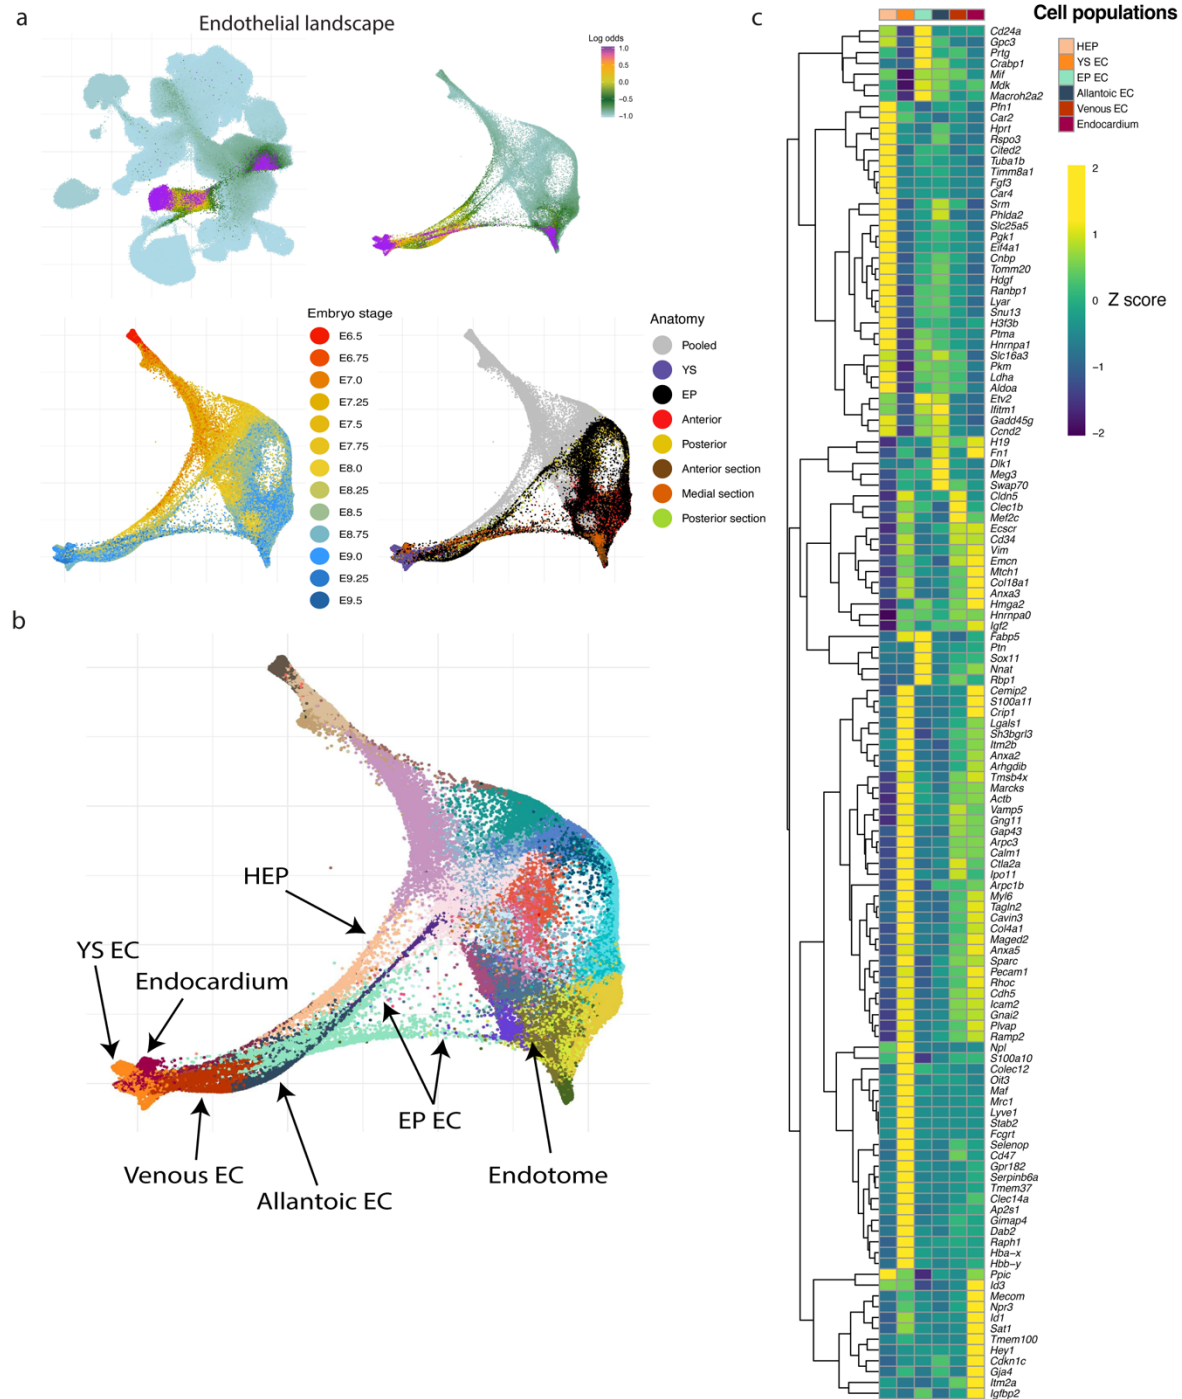 a
Endothelial landscape
Log odds
1.0
0.5
0.0
−0.5
−1.0
Embryo stage
E6.5
E6.75
E7.0
E7.25
E7.5
E7.75
E8.0
E8.25
E8.5
E8.75
E9.0
E9.25
E9.5
Anatomy
Pooled
YS
EP
Anterior
Posterior
Anterior section
Medial section
Posterior section
b
HEP
YS EC
Endocardium
EP EC
Venous EC
Allantoic EC
Endotome
c
Cell populations
HEP
YS EC
EP EC
Allantoic EC
Venous EC
Endocardium
2
1
0
−1
−2
Z score
Cd24a
Gpc3
Prtg
Crabp1
Mif
Mdk
Macroh2a2
Pfn1
Car2
Hprt
Rspo3
Cited2
Tuba1b
Timm8a1
Fgf3
Car4
Srm
Phlda2
Slc25a5
Pgk1
Eif4a1
Cnbp
Tomm20
Hdgf
Ranbp1
Lyar
Snu13
H3f3b
Ptma
Hnrnpa1
Slc16a3
Pkm
Ldha
Aldoa
Etv2
Ifitm1
Gadd45g
Ccnd2
H19
Fn1
Dlk1
Meg3
Swap70
Cldn5
Clec1b
Mef2c
Ecscr
Cd34
Vim
Emcn
Mtch1
Col18a1
Anxa3
Hmga2
Hnrnpa0
Igf2
Fabp5
Ptn
Sox11
Nnat
Rbp1
Cemip2
S100a11
Crip1
Lgals1
Sh3bgrl3
Itm2b
Anxa2
Arhgdib
Tmsb4x
Marcks
Actb
Vamp5
Gng11
Gap43
Arpc3
Calm1
Ctla2a
Ipo11
Arpc1b
Myl6
Tagln2
Cavin3
Col4a1
Maged2
Anxa5
Sparc
Pecam1
Rhoc
Cdh5
Icam2
Gnai2
Plvap
Ramp2
Npl
S100a10
Colec12
Oit3
Maf
Mrc1
Lyve1
Stab2
Fcgrt
Selenop
Cd47
Gpr182
Serpinb6a
Tmem37
Clec14a
Ap2s1
Gimap4
Dab2
Raph1
Hba−x
Hbb−y
Ppic
Id3
Mecom
Npr3
Id1
Sat1
Tmem100
Hey1
Cdkn1c
Gja4
Itm2a
Igfbp2